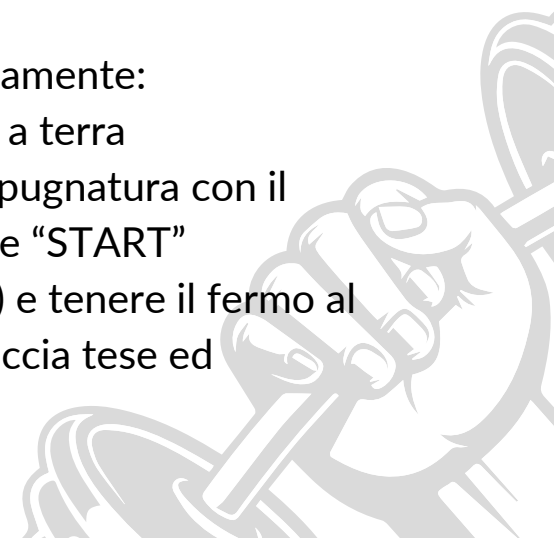 amente:
a terra
pugnatura con il
e “START”
) e tenere il fermo al
ccia tese ed